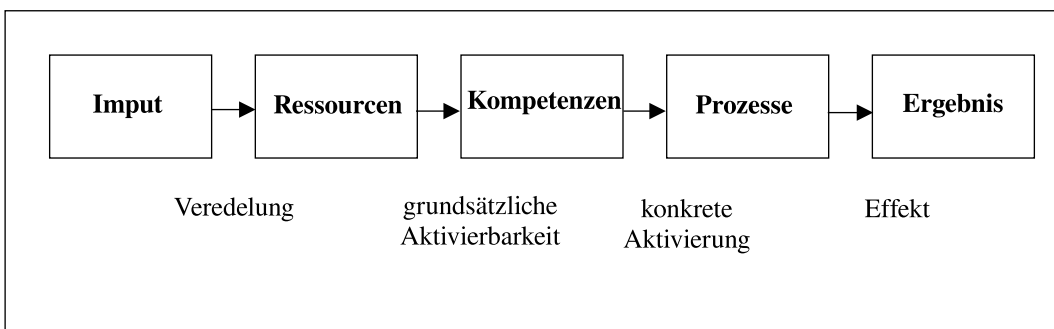 Imput
Ressourcen
Kompetenzen
Prozesse
Ergebnis
Veredelung
grundsätzliche
Aktivierbarkeit
konkrete
Aktivierung
Effekt